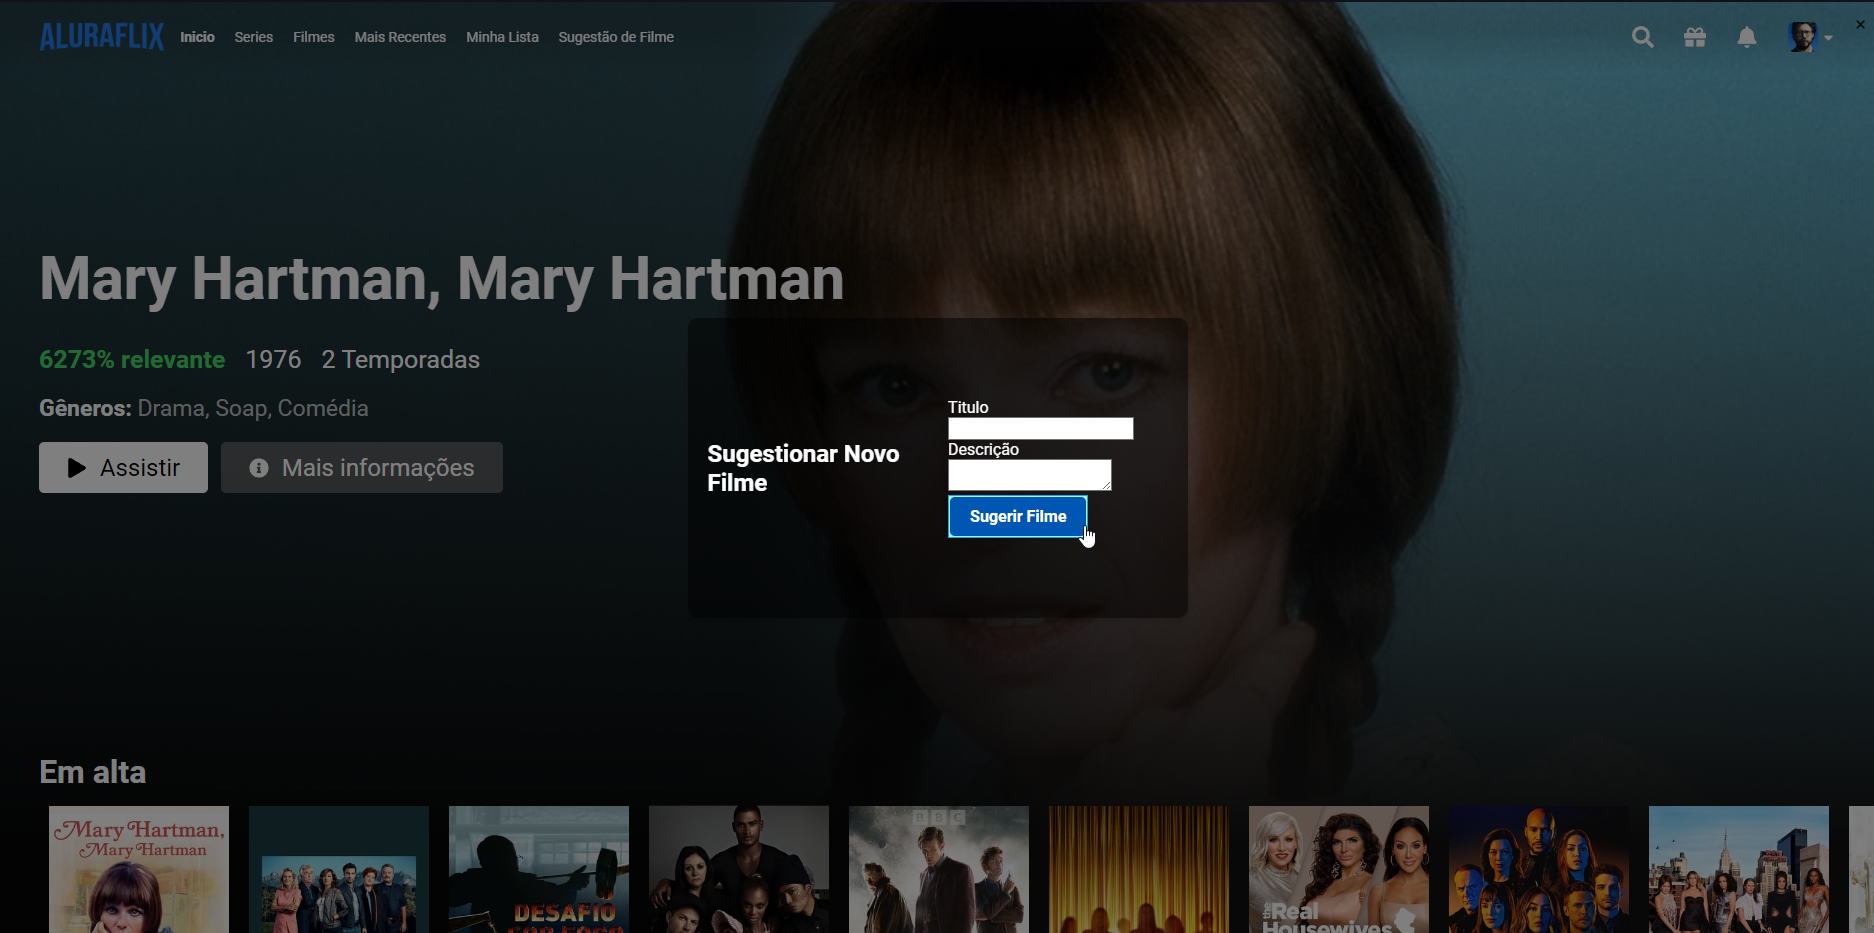 ALURAFLIX Inicio Series Filmes Mais Recentes Minha Lista Sugestão de Filme
Mary Hartman, Mary Hartman
6273% relevante 1976 2 Temporadas
Gêneros: Drama, Soap, Comédia
Assistir Mais informações
Sugestionar Novo
Filme
Titulo
Descrição
Sugerir Filme
Em alta
Mary Hartman,
Mary Hartman
DESAFIO
BBC
the Real
Housewives